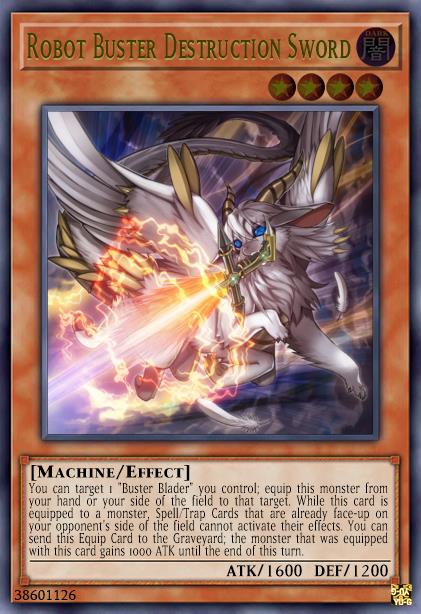 Robot Buster Destruction Sword
DARK
闇
[Machine/Effect]
You can target 1 "Buster Blader" you control; equip this monster from
your hand or your side of the field to that target. While this card is
equipped to a monster, Spell/Trap Cards that are already face-up on
your opponent's side of the field cannot activate their effects. You can
send this Equip Card to the Graveyard; the monster that was equipped
with this card gains 1000 ATK until the end of this turn.
ATK/1600 DEF/1200
38601126